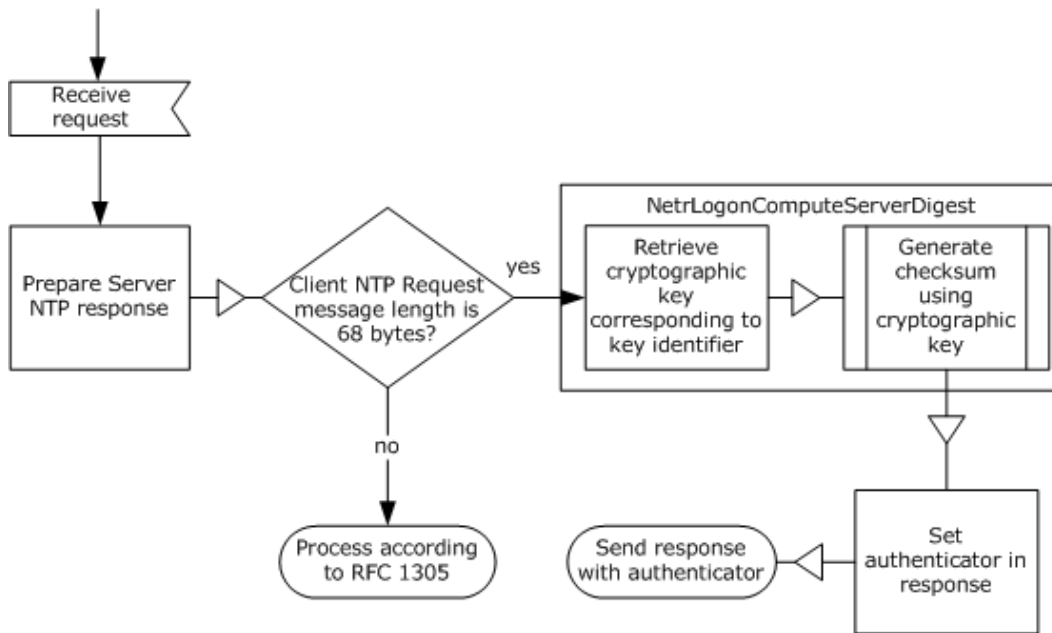 Receive
request
Prepare Server
NTP response
Client NTP Request
message length is
68 bytes?
yes
no
NetrLogonComputeServerDigest
Retrieve
cryptographic
key
corresponding to
key identifier
Generate
checksum
using
cryptographic
key
Process according
to RFC 1305
Send response
with authenticator
Set
authenticator in
response